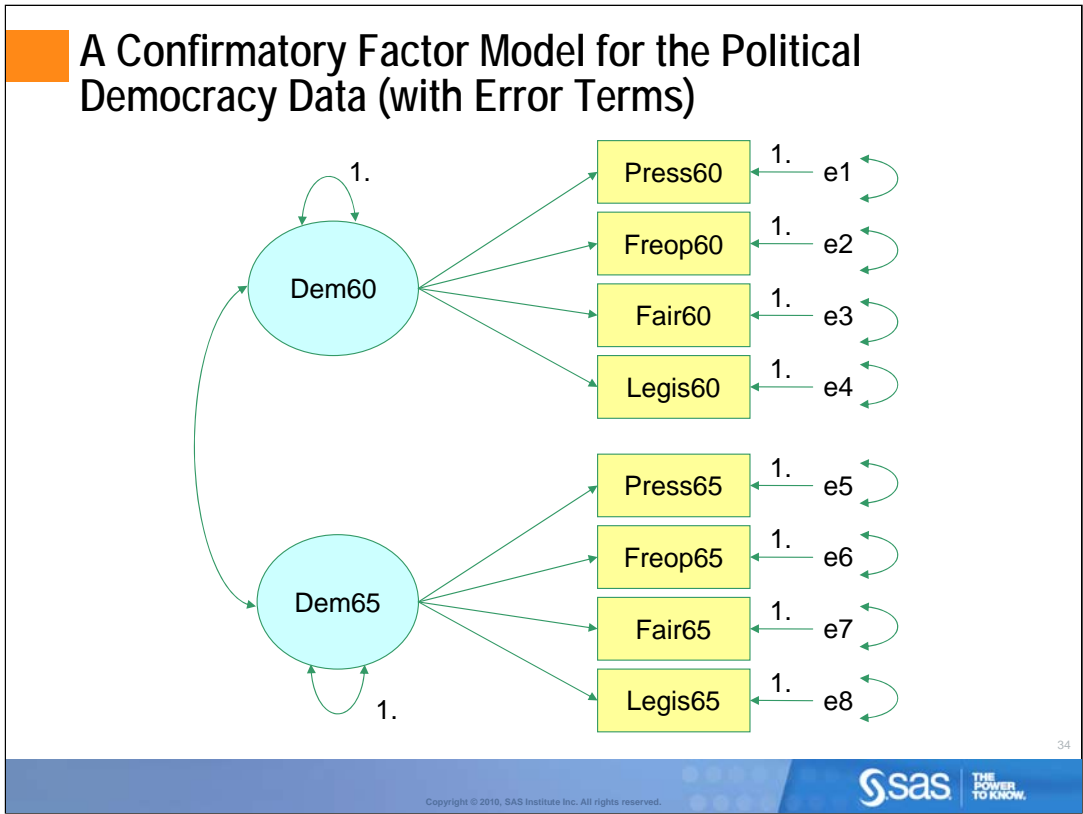 A Confirmatory Factor Model for the Political
Democracy Data (with Error Terms)
1.
Dem60
Press60
1.
e1
Freop60
1.
e2
Fair60
1.
e3
Legis60
1.
e4
Dem65
1.
Press65
1.
e5
Freop65
1.
e6
Fair65
1.
e7
Legis65
1.
e8
34
Copyright © 2010, SAS Institute Inc. All rights reserved.
sas
THE
POWER
TO KNOW.